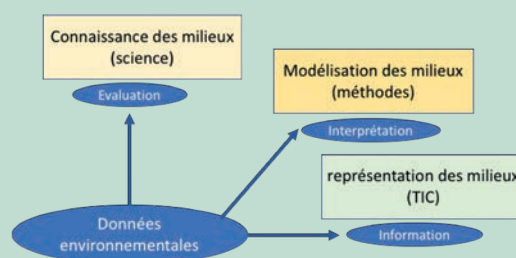 Connaissance des milieux
(science)
Evaluation
Modélisation des milieux
(méthodes)
Interprétation
représentation des milieux
(TIC)
Information
Données
environnementales